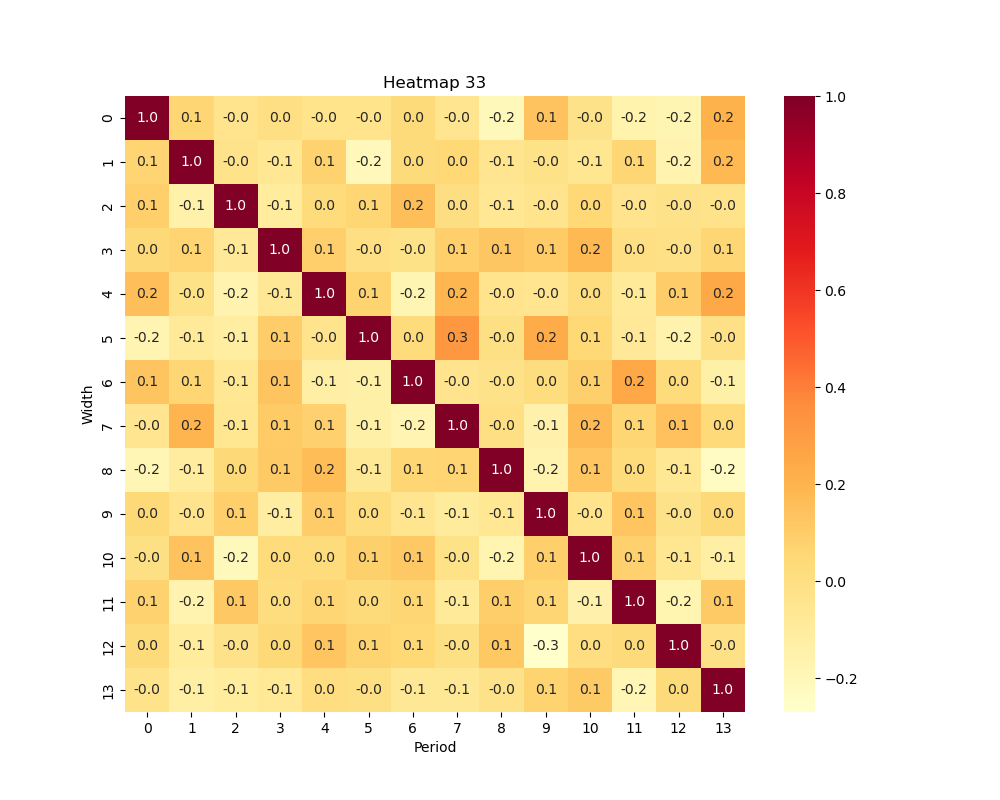 Heatmap 33
Width
0 1.0 0.1 -0.0 0.0 -0.0 -0.0 0.0 -0.0 -0.2 0.1 -0.0 -0.2 -0.2 0.2
1 0.1 1.0 -0.0 -0.1 0.1 -0.2 0.0 0.0 -0.1 -0.0 -0.1 0.1 -0.2 0.2
2 0.1 -0.1 1.0 -0.1 0.0 0.1 0.2 0.0 -0.1 -0.0 0.0 -0.0 -0.0 -0.0
3 0.0 0.1 -0.1 1.0 0.1 -0.0 -0.0 0.1 0.1 0.1 0.2 0.0 -0.0 0.1
4 0.2 -0.0 -0.2 -0.1 1.0 0.1 -0.2 0.2 -0.0 -0.0 0.0 -0.1 0.1 0.2
5 -0.2 -0.1 -0.1 0.1 -0.0 1.0 0.0 0.3 -0.0 0.2 0.1 -0.1 -0.2 -0.0
6 0.1 0.1 -0.1 0.1 -0.1 -0.1 1.0 -0.0 -0.0 0.0 0.1 0.2 0.0 -0.1
7 -0.0 0.2 -0.1 0.1 0.1 -0.1 -0.2 1.0 -0.0 -0.1 0.2 0.1 0.1 0.0
8 -0.2 -0.1 0.0 0.1 0.2 -0.1 0.1 0.1 1.0 -0.2 0.1 0.0 -0.1 -0.2
9 0.0 -0.0 0.1 -0.1 0.1 0.0 -0.1 -0.1 -0.1 1.0 -0.0 0.1 -0.0 0.0
10 -0.0 0.1 -0.2 0.0 0.0 0.1 0.1 -0.0 -0.2 0.1 1.0 0.1 -0.1 -0.1
11 0.1 -0.2 0.1 0.0 0.1 0.0 0.1 -0.1 0.1 0.1 -0.1 1.0 -0.2 0.1
12 0.0 -0.1 -0.0 0.0 0.1 0.1 0.1 -0.0 0.1 -0.3 0.0 0.0 1.0 -0.0
13 -0.0 -0.1 -0.1 -0.1 0.0 -0.0 -0.1 -0.1 -0.0 0.1 0.1 -0.2 0.0 1.0
0 1 2 3 4 5 6 7 8 9 10 11 12 13
Period
1.0
0.8
0.6
0.4
0.2
0.0
−0.2